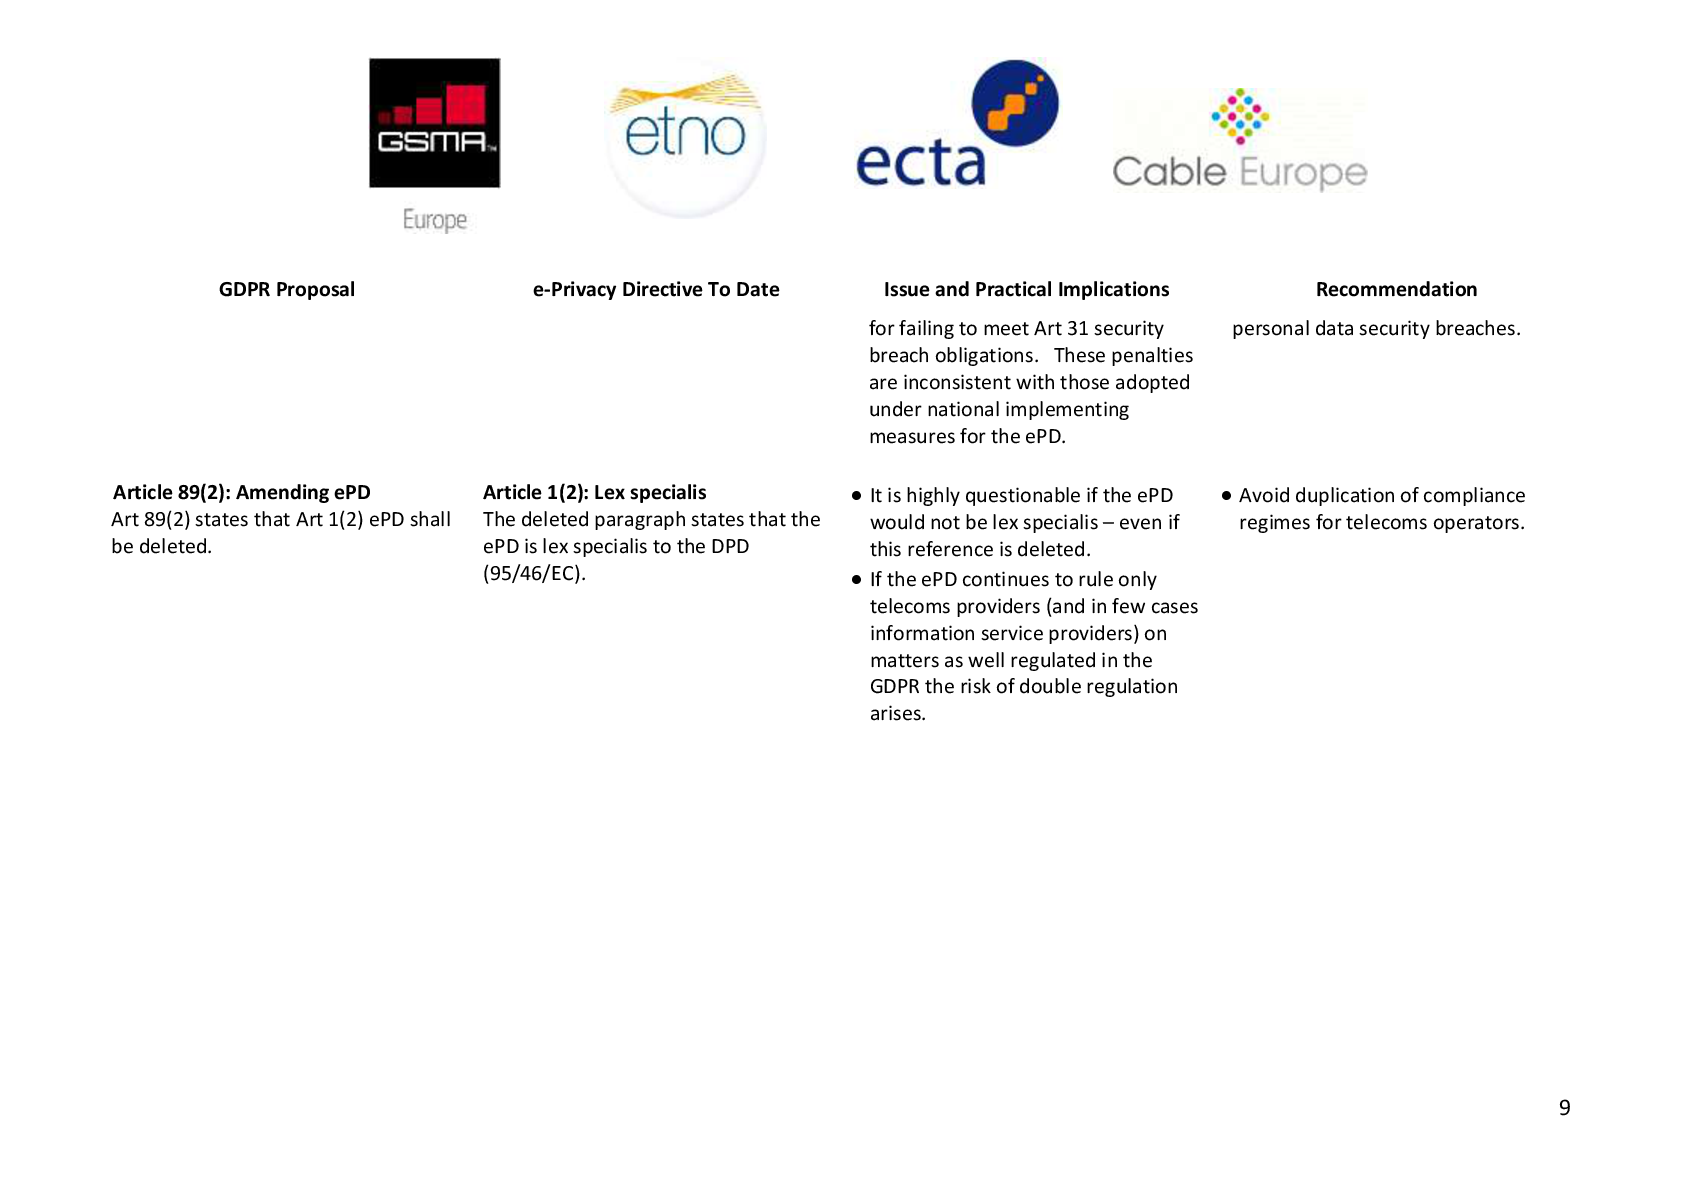 GSMA™
Europe
etno
ecta
Cable Europe
GDPR Proposal
e-Privacy Directive To Date
Issue and Practical Implications
Recommendation
for failing to meet Art 31 security
breach obligations.   These penalties
are inconsistent with those adopted
under national implementing
measures for the ePD.
personal data security breaches.
Article 89(2): Amending ePD
Art 89(2) states that Art 1(2) ePD shall
be deleted.
Article 1(2): Lex specialis
The deleted paragraph states that the
ePD is lex specialis to the DPD
(95/46/EC).
● It is highly questionable if the ePD
would not be lex specialis – even if
this reference is deleted.
● If the ePD continues to rule only
telecoms providers (and in few cases
information service providers) on
matters as well regulated in the
GDPR the risk of double regulation
arises.
● Avoid duplication of compliance
regimes for telecoms operators.
9